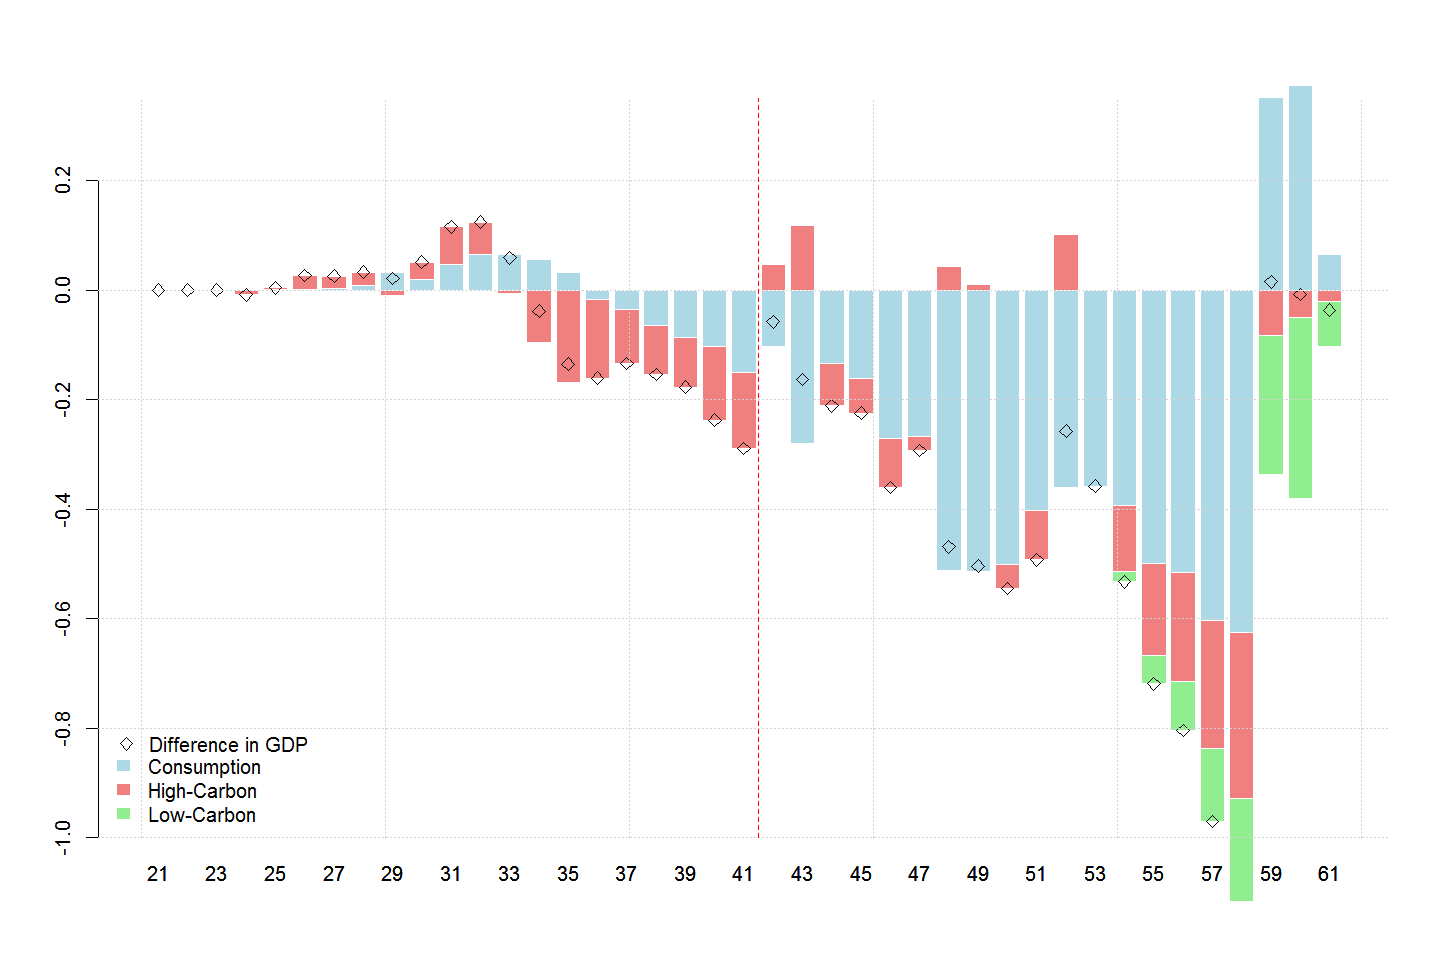 0.2
0.0
-0.2
-0.4
-0.6
-0.8
-1.0
Difference in GDP
Consumption
High-Carbon
Low-Carbon
21 23 25 27 29 31 33 35 37 39 41 43 45 47 49 51 53 55 57 59 61